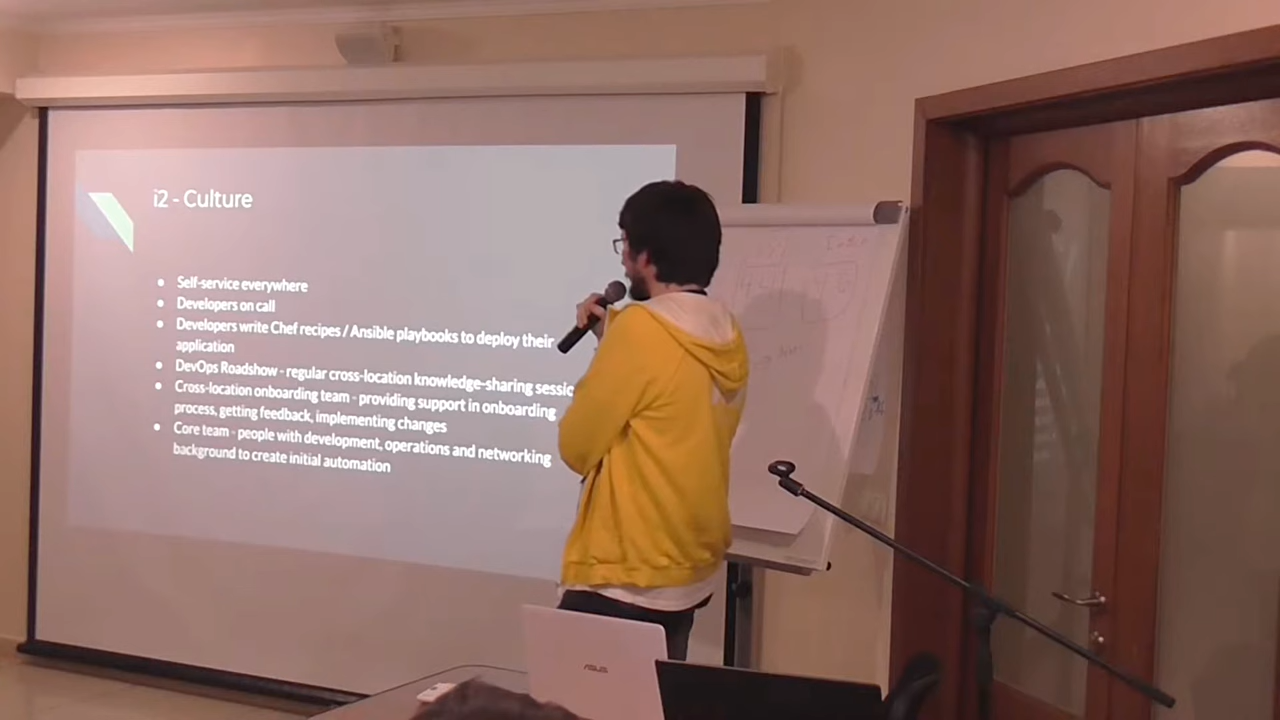 i2 - Culture
Self-service everywhere
Developers on call
Developers write Chef recipes / Ansible playbooks to deploy their
application
DevOps Roadshow - regular cross-location knowledge-sharing
Cross-location onboarding team - providing support in onboarding
process, getting feedback, implementing changes
Core team - people with development, operations and networking
background to create initial automation
ASUS